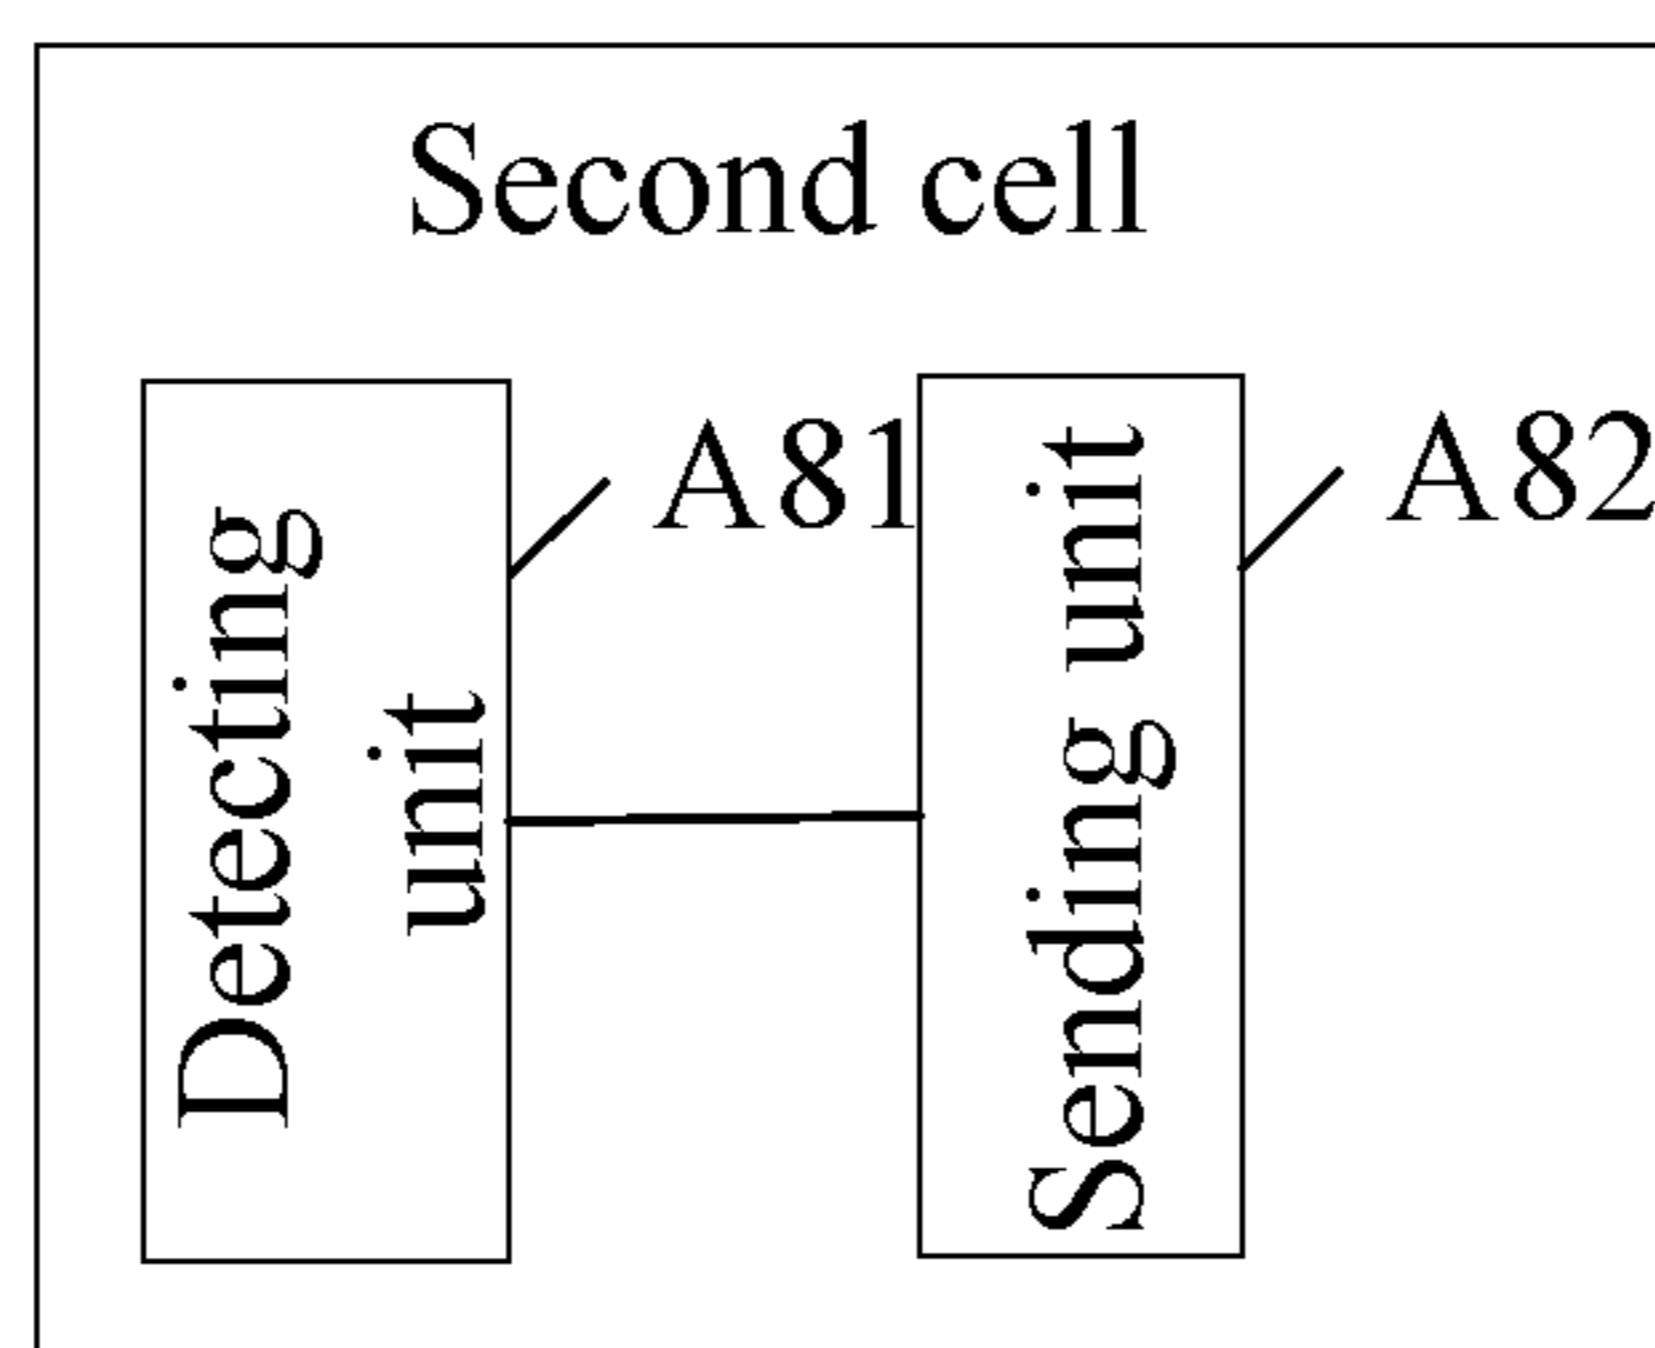 Second cell
Detecting
unit
A81
Sending unit
A82